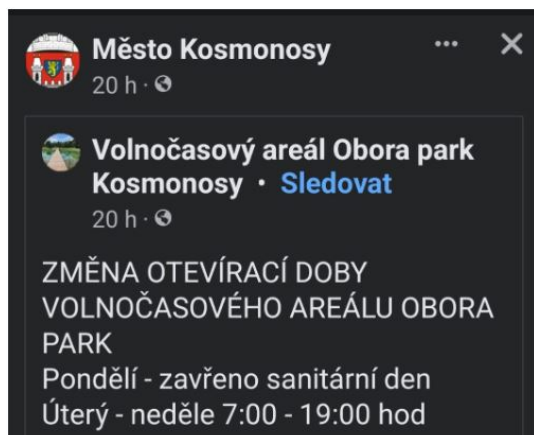 Město Kosmonosy
20 h ·
Volnočasový areál Obora park
Kosmonosy • Sledovat
20 h ·
ZMĚNA OTEVÍRACÍ DOBY
VOLNOČASOVÉHO AREÁLU OBORA
PARK
Pondělí - zavřeno sanitární den
Úterý - neděle 7:00 - 19:00 hod